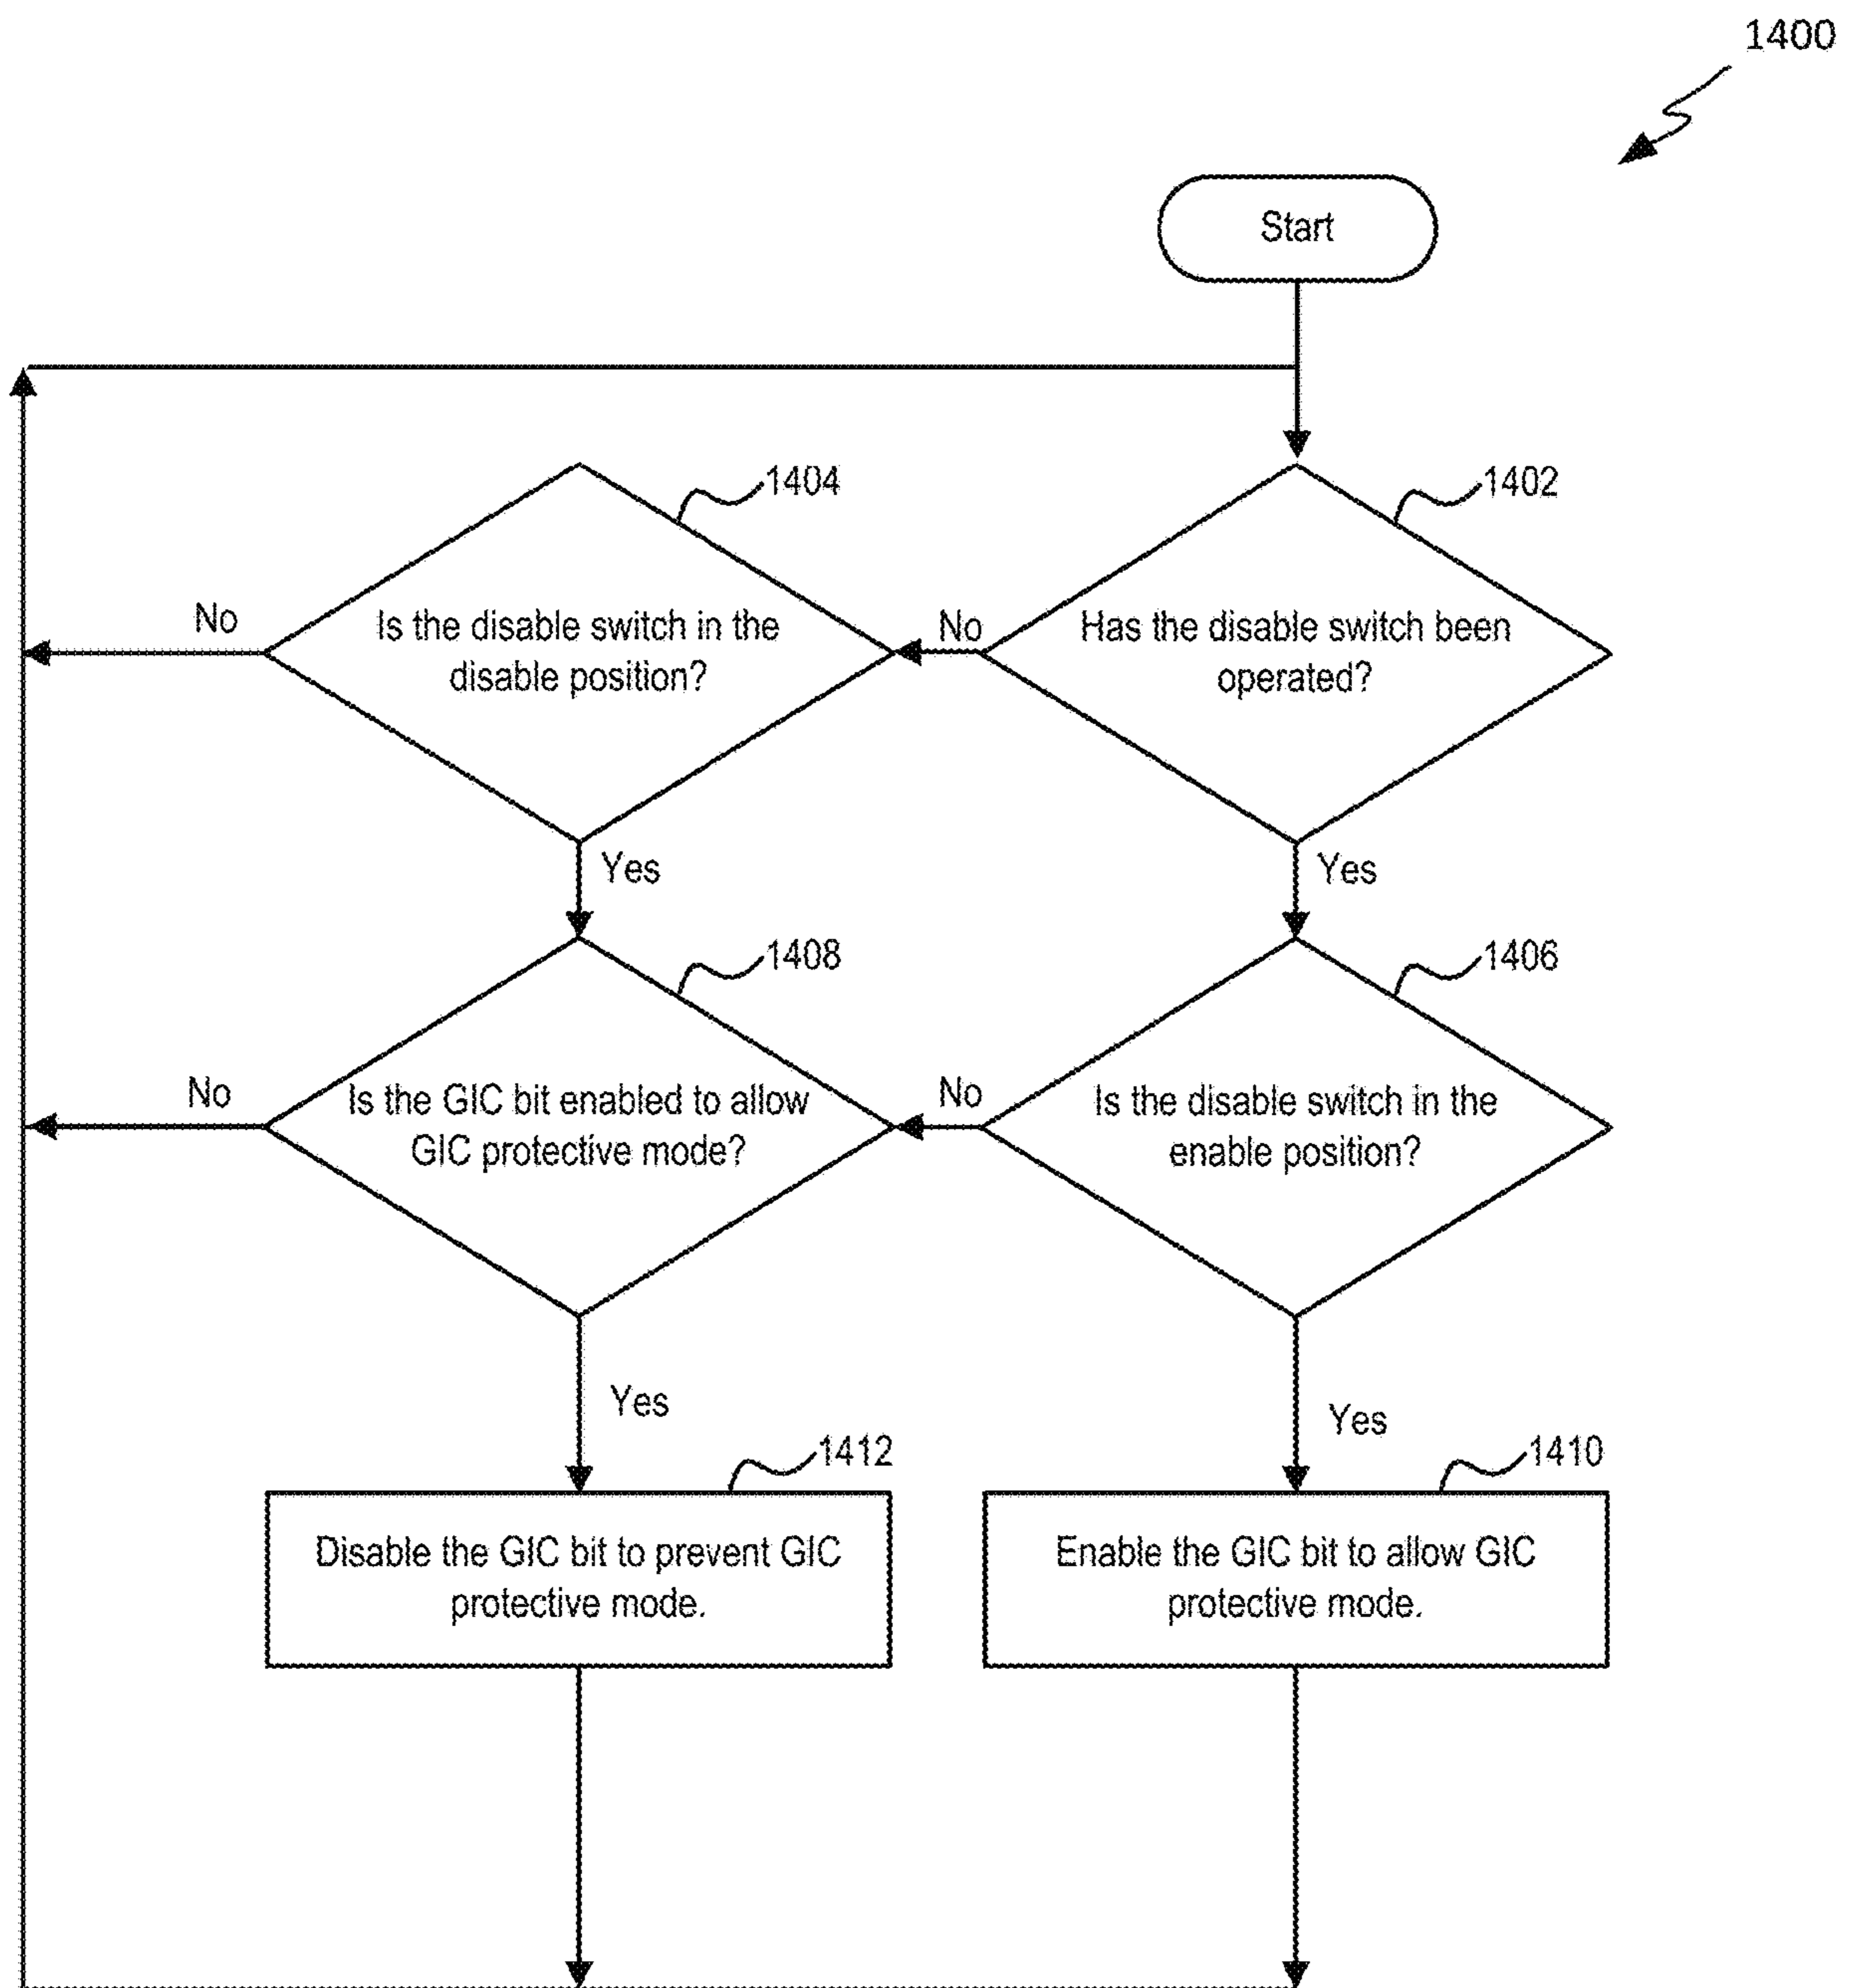 1400
Start
1404
1402
Is the disable switch in the
disable position?
Has the disable switch been
operated?
No
No
Yes
Yes
1408
1406
Is the GIC bit enabled to allow
GIC protective mode?
Is the disable switch in the
enable position?
No
No
Yes
Yes
1412
1410
Disable the GIC bit to prevent GIC
protective mode.
Enable the GIC bit to allow GIC
protective mode.